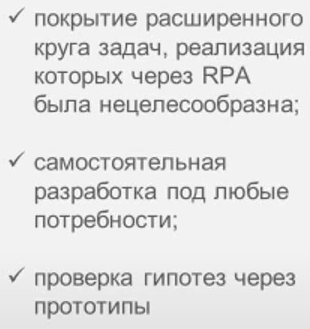 ✓ покрытие расширенного
круга задач, реализация
которых через RPA
была нецелесообразна;
✓ самостоятельная
разработка под любые
потребности;
✓ проверка гипотез через
прототипы